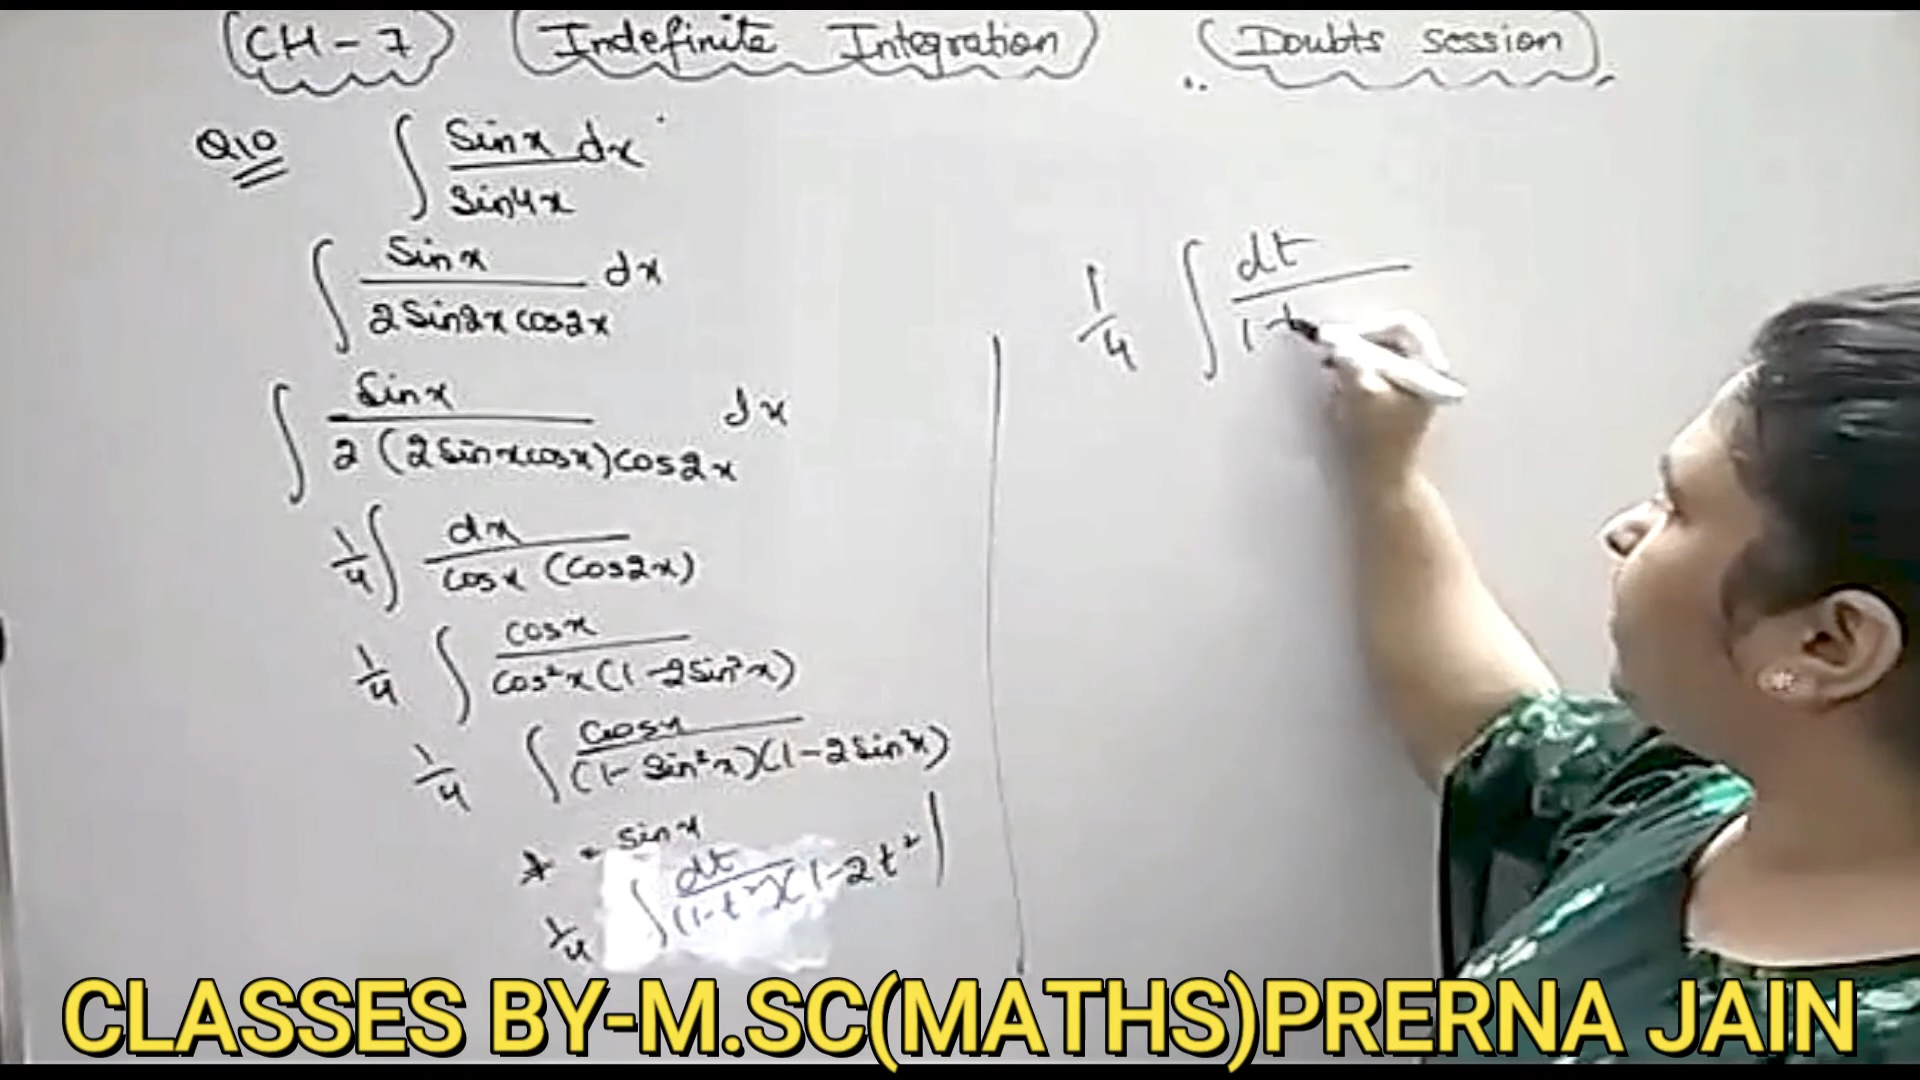 CH-7 Indefinite Integration Doubts session
Q10 ∫ Sinx/Sin4x dx
∫ Sinx/2Sin2x cos2x dx
∫ Sinx/2(2Sinxcosx)cos2x dx
1/4 ∫ dx/cosx (cos2x)
1/4 ∫ cosx/cos²x(1-2Sin²x)
1/4 ∫ cosx/(1-Sin²x)(1-2Sin²x)
t = sinx
1/4 ∫ dt/(1-t²)(1-2t²)
1/4 ∫ dt/(1-t
CLASSES BY-M.SC(MATHS)PRERNA JAIN